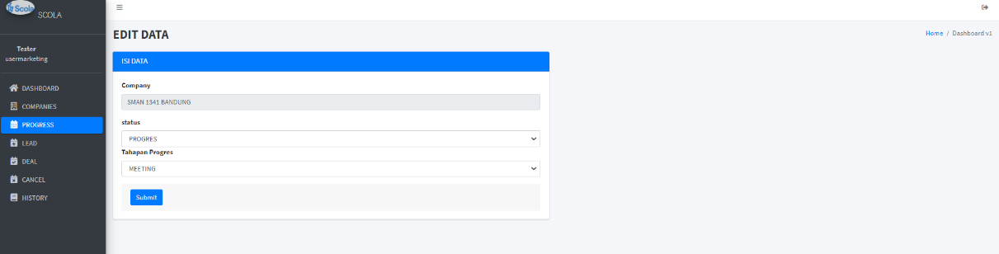 Scola
SCOLA
Tester
usermarketing
DASHBOARD
COMPANIES
PROGRESS
LEAD
DEAL
CANCEL
HISTORY
EDIT DATA
Home / Dashboard v1
ISI DATA
Company
SMAN 1341 BANDUNG
status
PROGRES
Tahapan Progres
MEETING
Submit